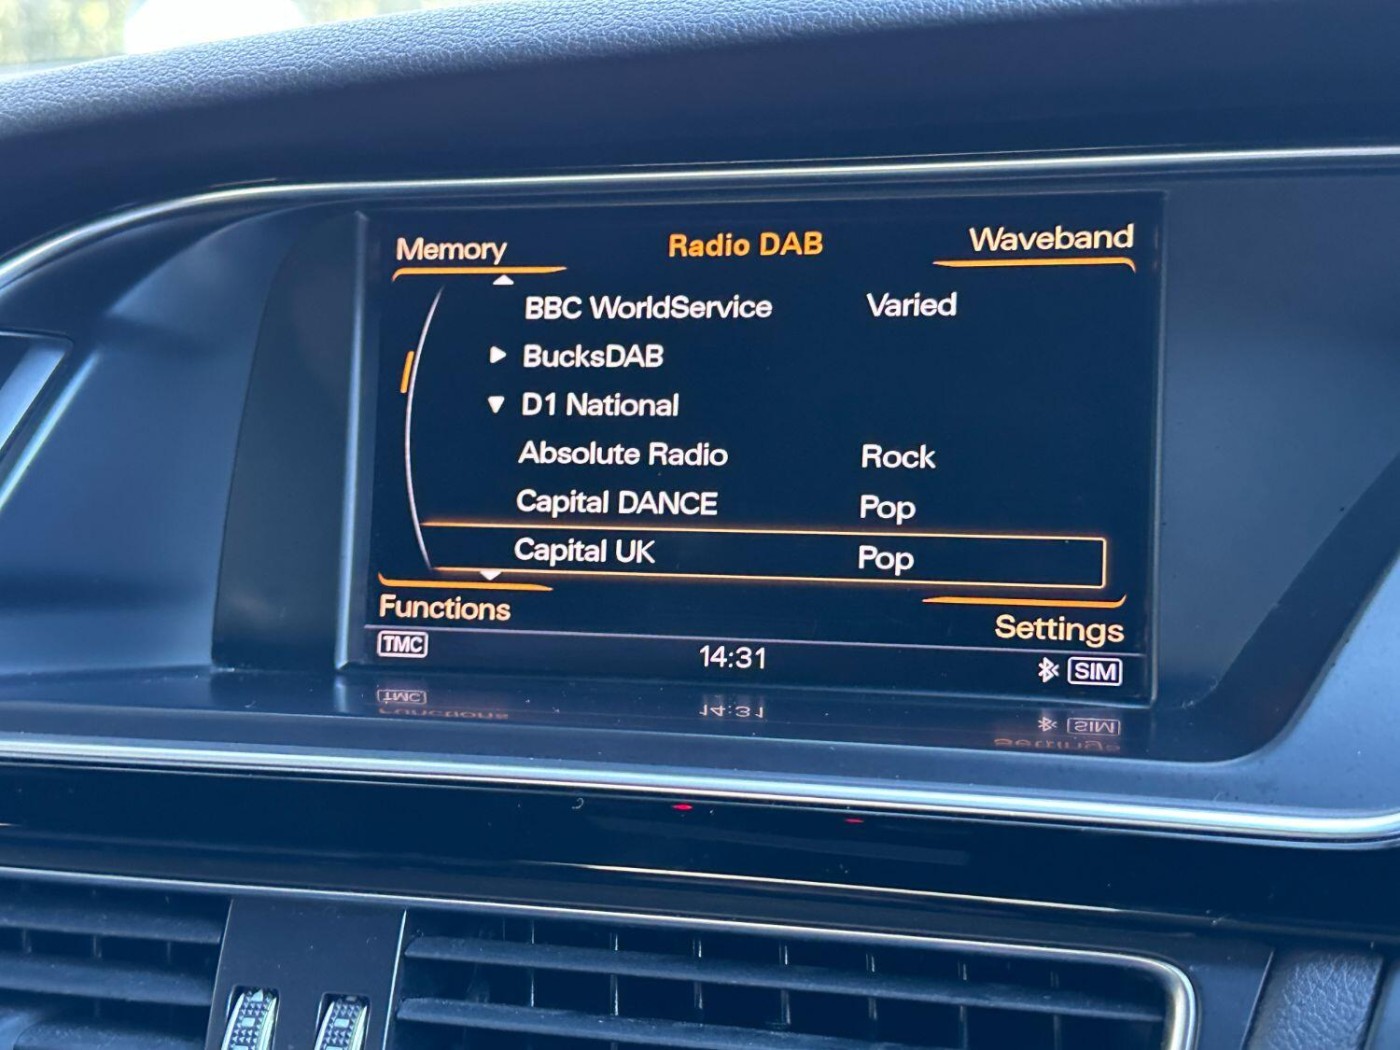 Memory Radio DAB Waveband
BBC WorldService Varied
BucksDAB
D1 National
Absolute Radio Rock
Capital DANCE Pop
Capital UK Pop
Functions Settings
TMC 14:31 SIM